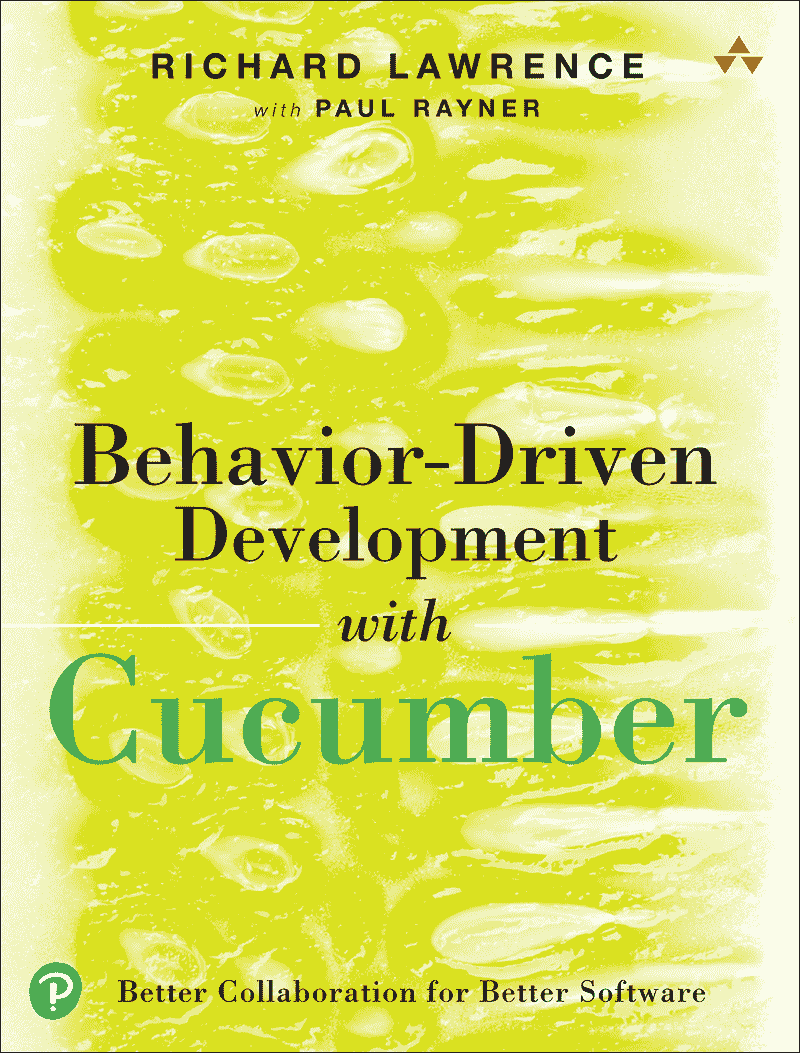 RICHARD LAWRENCE
with PAUL RAYNER
Behavior-Driven
Development
with
Cucumber
P
Better Collaboration for Better Software